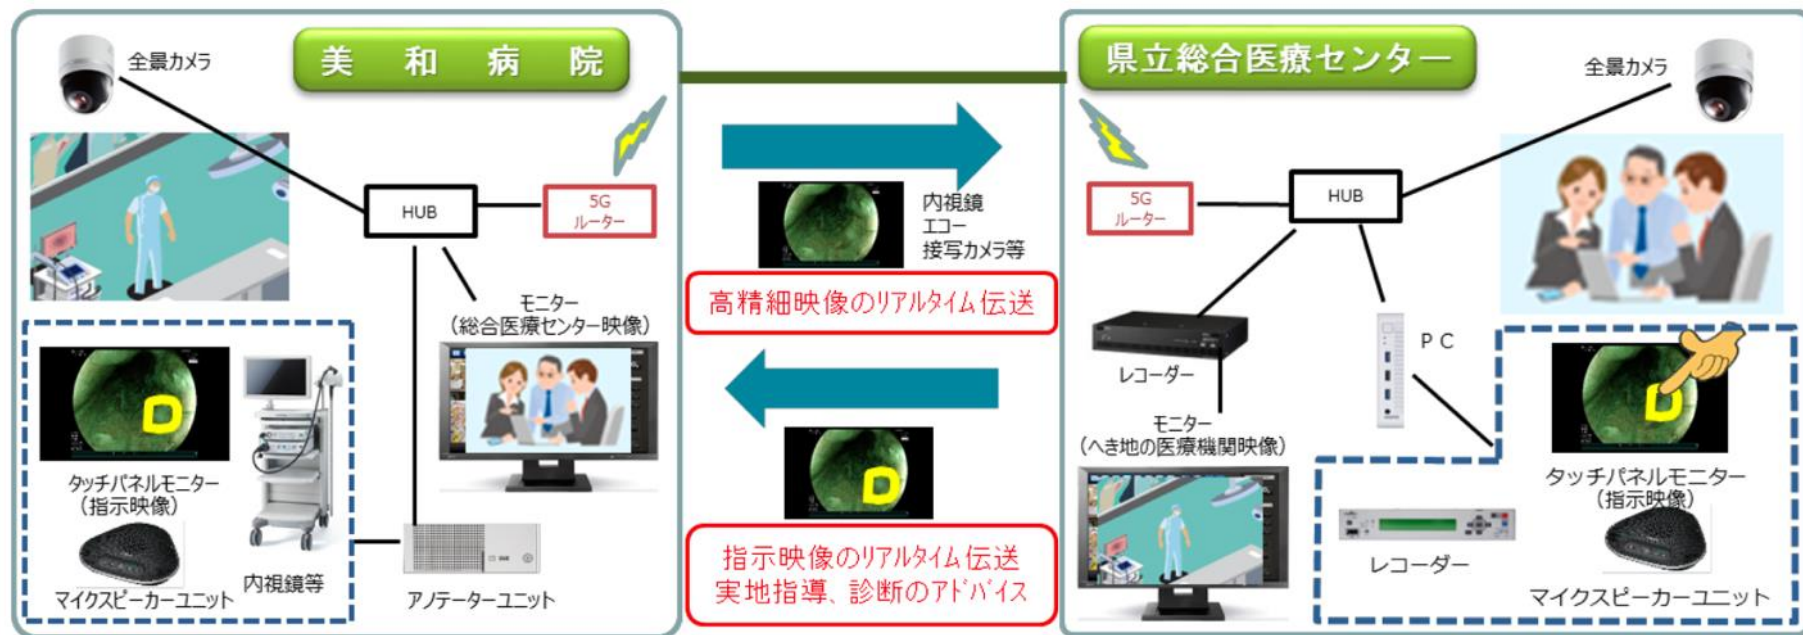 美和病院
全景カメラ
HUB
5G
ルーター
モニター
（総合医療センター映像）
タッチパネルモニター
（指示映像）
マイクスピーカーユニット
内視鏡等
アノテーターユニット
内視鏡
エコー
接写カメラ等
高精細映像のリアルタイム伝送
指示映像のリアルタイム伝送
実地指導、診断のアドバイス
県立総合医療センター
全景カメラ
5G
ルーター
HUB
レコーダー
ＰＣ
モニター
（へき地の医療機関映像）
タッチパネルモニター
（指示映像）
レコーダー
マイクスピーカーユニット